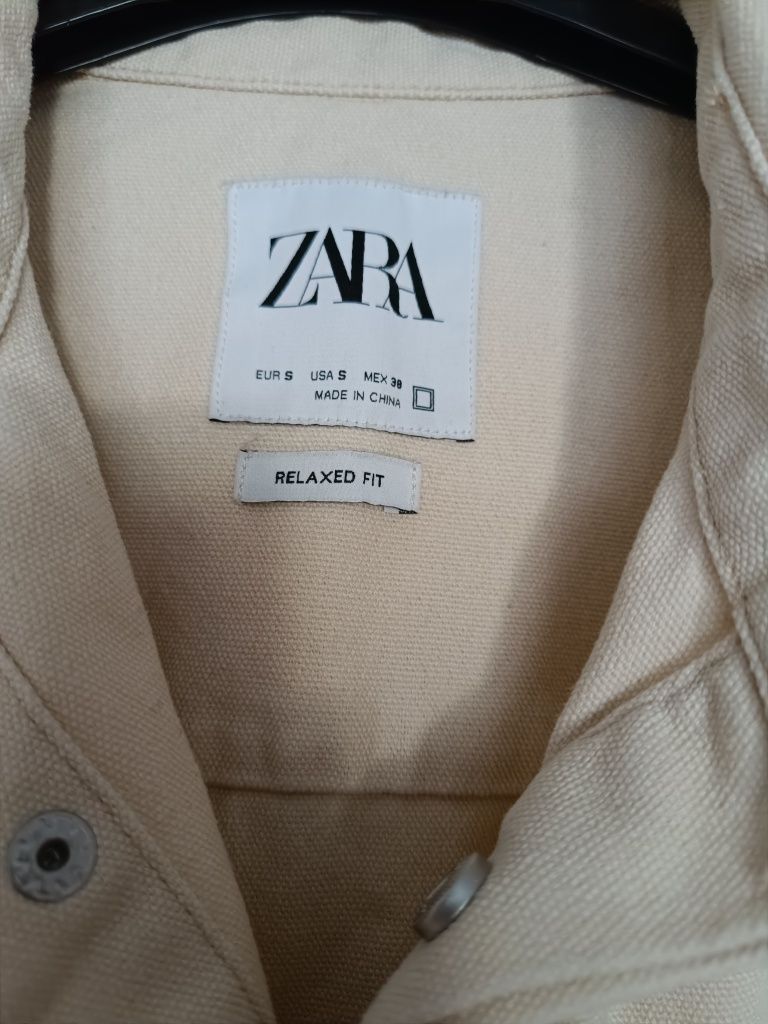 ZARA
EUR S USA S MEX 38
MADE IN CHINA
RELAXED FIT